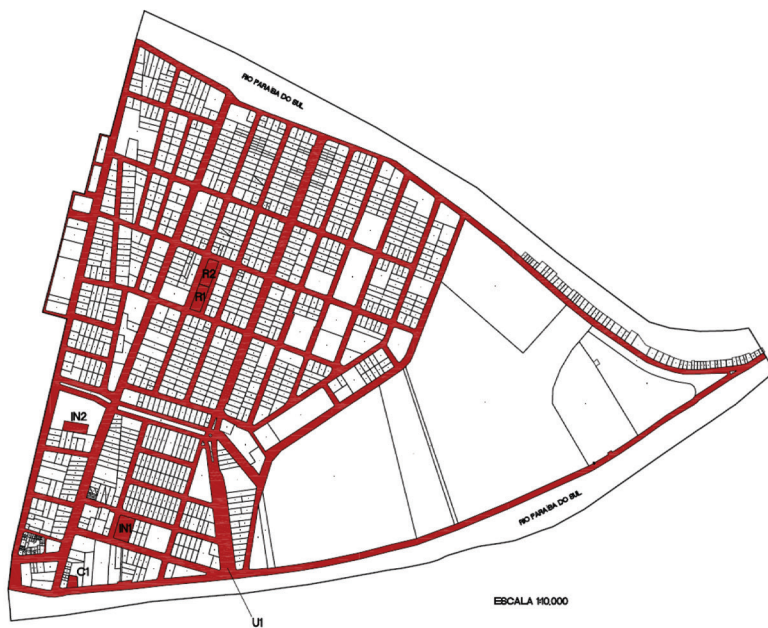 RIO PARAIBA DO SUL
R2
R1
IN2
IN1
C1
RIO PARAIBA DO SUL
ESCALA 1:10,000
U1